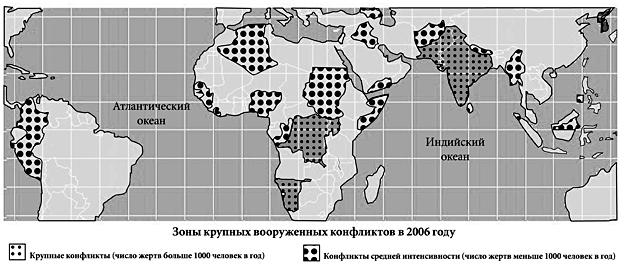 Атлантический
океан
Индийский
океан
Зоны крупных вооруженных конфликтов в 2006 году
Крупные конфликты (число жертв больше 1000 человек в год)
Конфликты средней интенсивности (число жертв меньше 1000 человек в год)